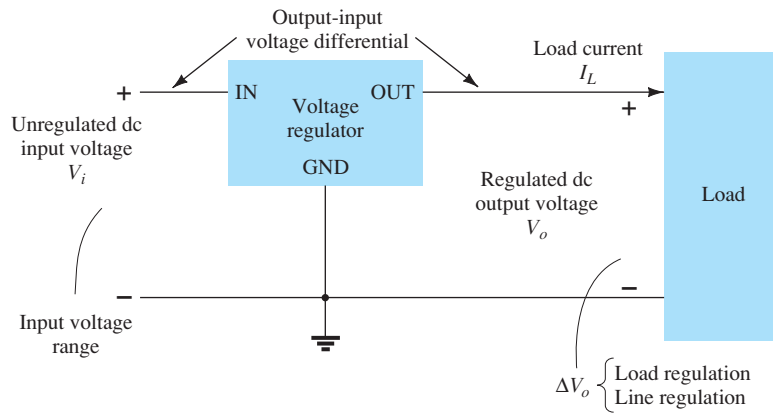 Output-input
voltage differential
Load current
I_L
+
IN
OUT
+
Voltage
regulator
Unregulated dc
input voltage
V_i
GND
Regulated dc
output voltage
V_o
Load
−
−
Input voltage
range
ΔV_o { Load regulation
Line regulation